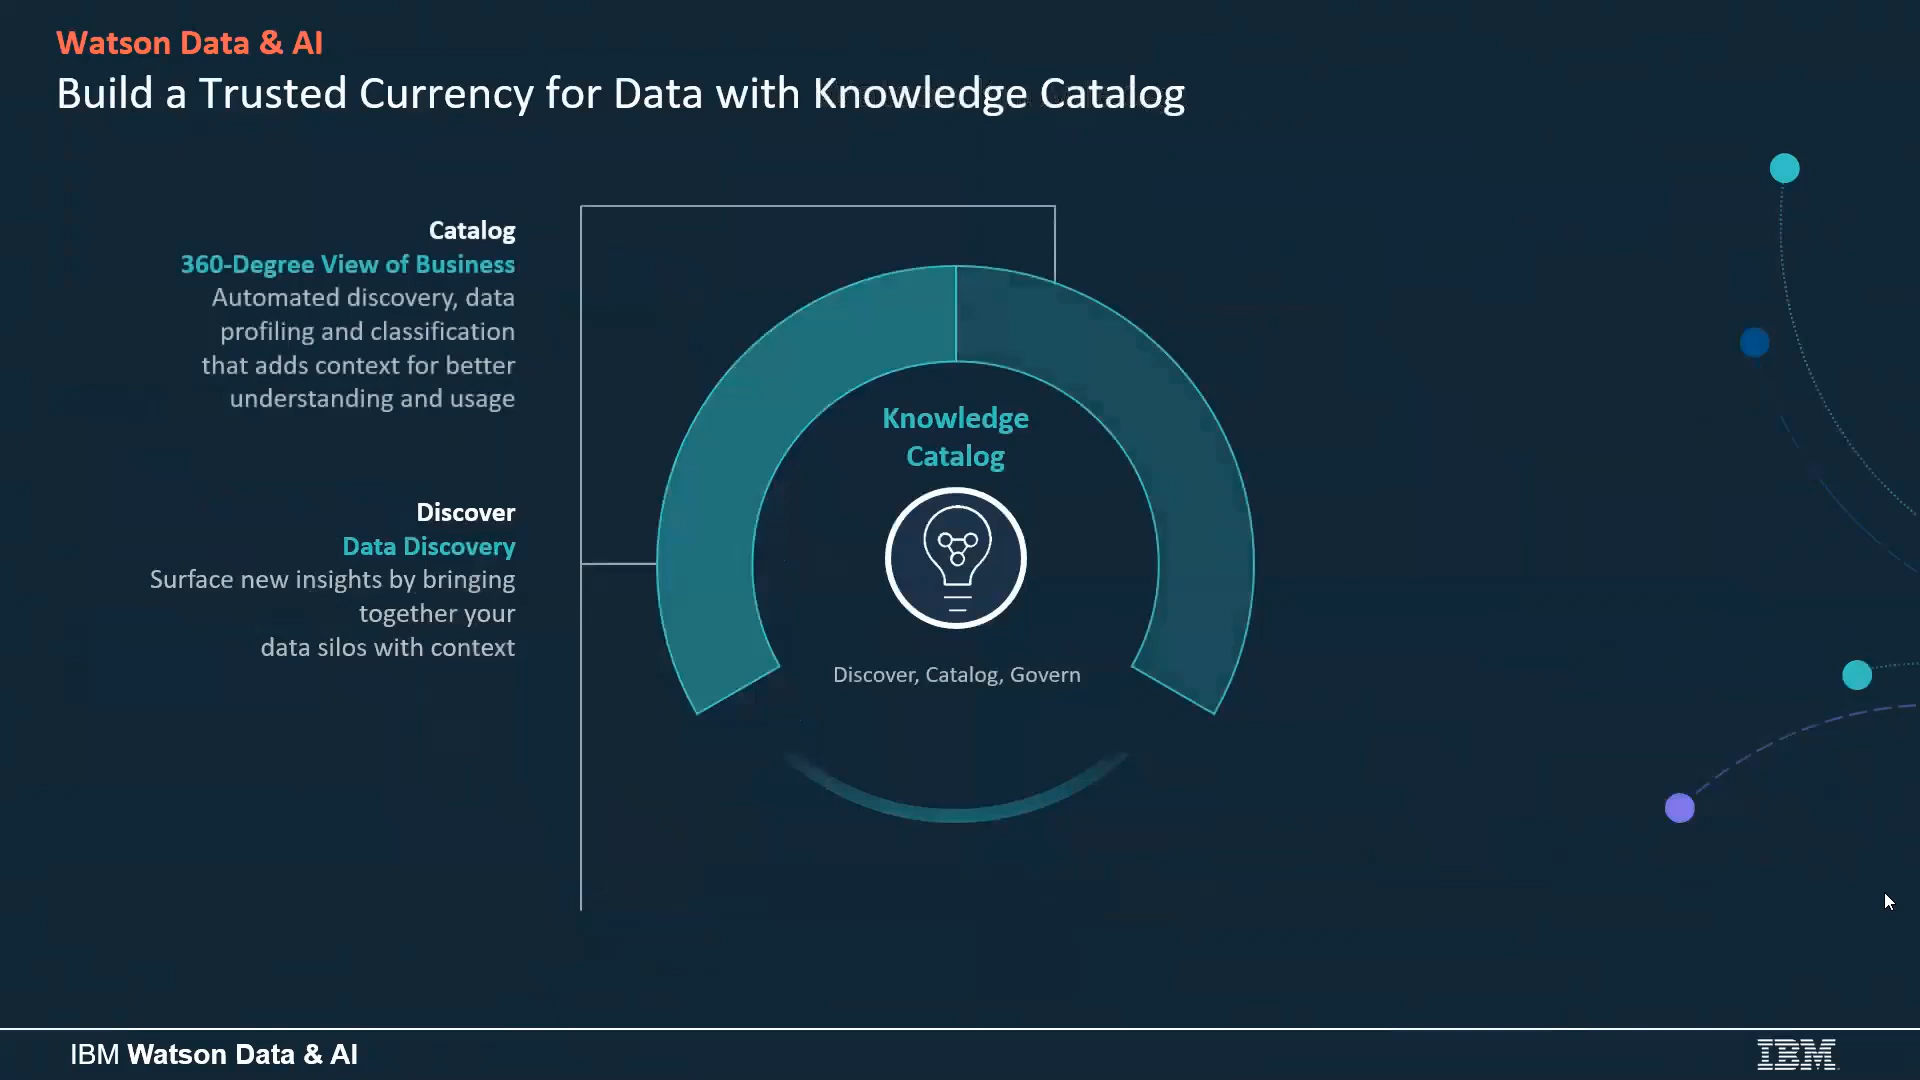 Watson Data & AI
Build a Trusted Currency for Data with Knowledge Catalog
Catalog
360-Degree View of Business
Automated discovery, data
profiling and classification
that adds context for better
understanding and usage
Discover
Data Discovery
Surface new insights by bringing
together your
data silos with context
Knowledge
Catalog
Discover, Catalog, Govern
IBM Watson Data & AI
IBM